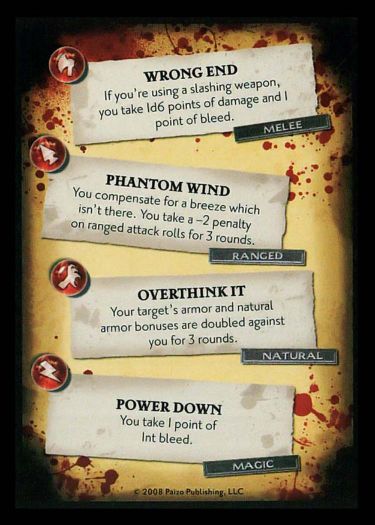 WRONG END
If you're using a slashing weapon,
you take 1d6 points of damage and 1
point of bleed.
MELEE
PHANTOM WIND
You compensate for a breeze which
isn't there. You take a –2 penalty
on ranged attack rolls for 3 rounds.
RANGED
OVERTHINK IT
Your target's armor and natural
armor bonuses are doubled against
you for 3 rounds.
NATURAL
POWER DOWN
You take 1 point of
Int bleed.
MAGIC
© 2008 Paizo Publishing, LLC